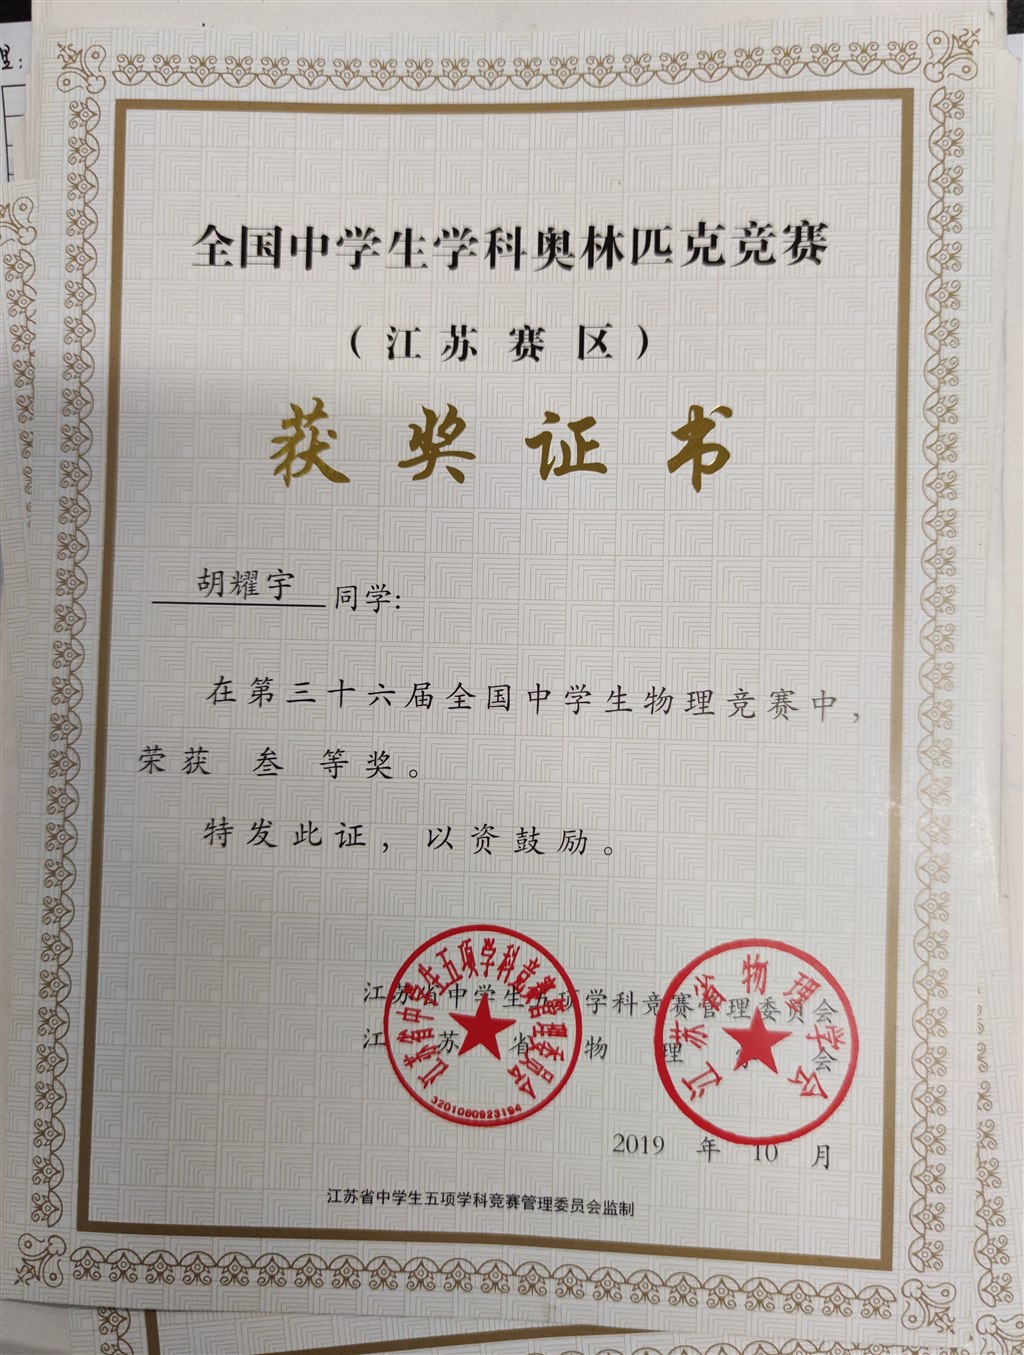 理：
全国中学生学科奥林匹克竞赛
（江苏赛区）
获奖证书
胡耀宇 同学：
在第三十六届全国中学生物理竞赛中，
荣获 叁 等奖。
特发此证，以资鼓励。
江苏省中学生五项学科竞赛管理委员会
江苏省物理学会
江苏省中学生五项学科竞赛管理委员会
3201080923194
江苏省物理学会
2019 年 10 月
江苏省中学生五项学科竞赛管理委员会监制